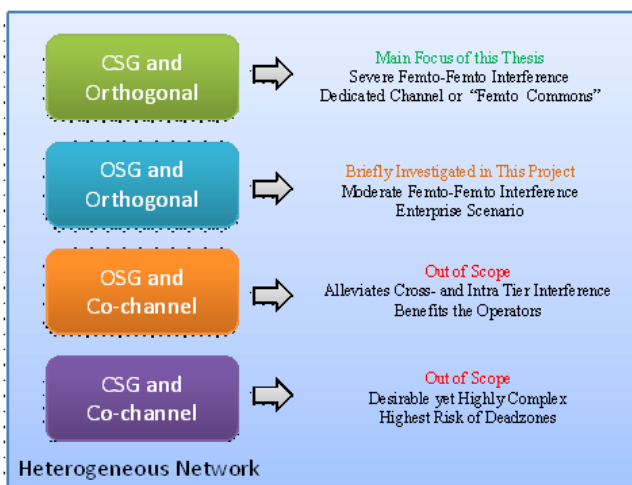 CSG and
Orthogonal
Main Focus of this Thesis
Severe Femto-Femto Interference
Dedicated Channel or “Femto Commons”
OSG and
Orthogonal
Briefly Investigated in This Project
Moderate Femto-Femto Interference
Enterprise Scenario
OSG and
Co-channel
Out of Scope
Alleviates Cross- and Intra Tier Interference
Benefits the Operators
CSG and
Co-channel
Out of Scope
Desirable yet Highly Complex
Highest Risk of Deadzones
Heterogeneous Network